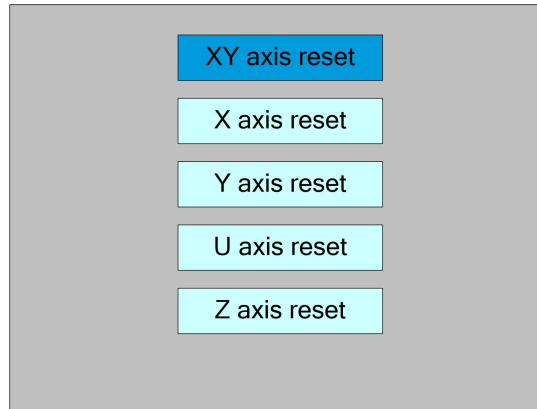 XY axis reset
X axis reset
Y axis reset
U axis reset
Z axis reset